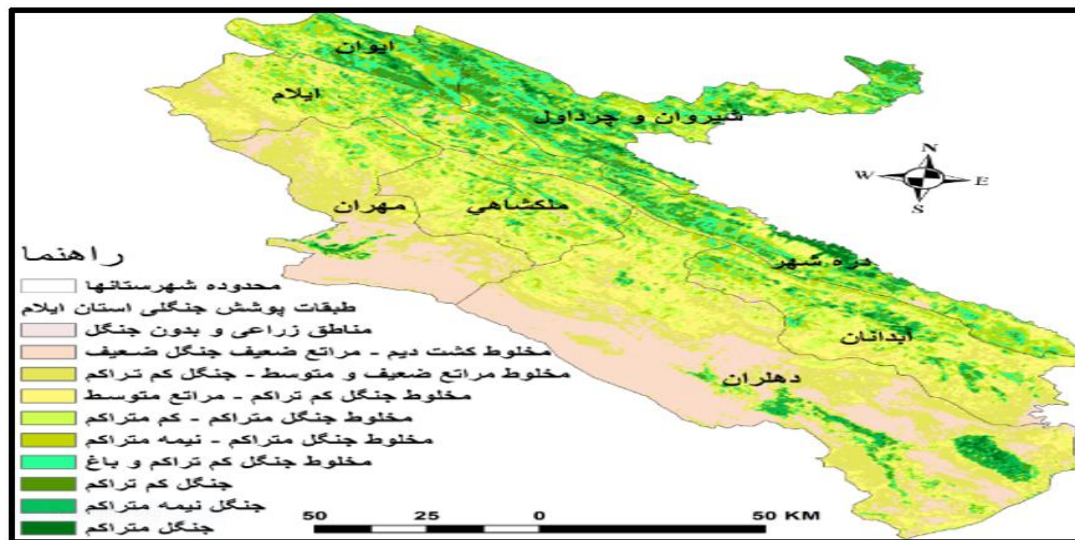 ایوان
ایلام
شیروان و چرداول
مهران
ملکشاهي
دره شهر
ابدانان
دهلران
N
W E
S
راهنما
محدوده شهرستانها
طبقات پوشش جنگلی استان ایلام
مناطق زراعی و بدون جنگل
مخلوط کشت دیم - مراتع ضعیف جنگل ضعیف
مخلوط مراتع ضعیف و متوسط - جنگل کم تراکم
مخلوط جنگل کم تراکم - مراتع متوسط
مخلوط جنگل متراکم - کم متراکم
مخلوط جنگل متراکم - نیمه متراکم
مخلوط جنگل کم تراکم و باغ
جنگل کم تراکم
جنگل نیمه متراکم
جنگل متراکم
50 25 0 50 KM